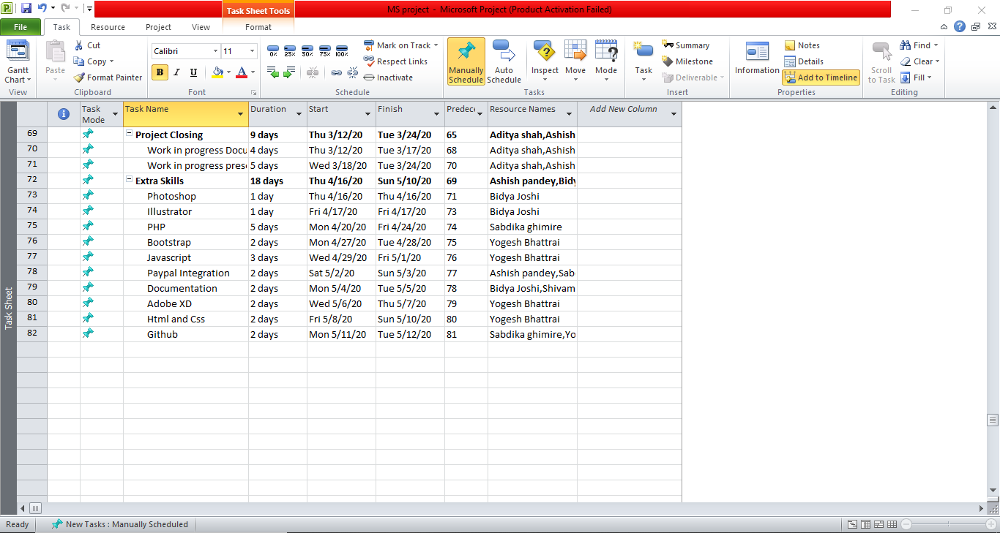 MS project - Microsoft Project (Product Activation Failed)
Task Sheet Tools
File Task Resource Project View Format
Gantt Chart
View
Paste
Cut
Copy
Format Painter
Clipboard
Calibri 11
B I U A
Font
0% 25% 50% 75% 100%
Mark on Track
Respect Links
Inactivate
Schedule
Manually Schedule
Auto Schedule
Inspect Move Mode
Tasks
Task
Summary
Milestone
Deliverable
Insert
Information
Notes
Details
Add to Timeline
Properties
Scroll to Task
Find
Clear
Fill
Editing
Task Mode Task Name Duration Start Finish Predec Resource Names Add New Column
69 Project Closing 9 days Thu 3/12/20 Tue 3/24/20 65 Aditya shah,Ashish
70 Work in progress Docu 4 days Thu 3/12/20 Tue 3/17/20 68 Aditya shah,Ashish
71 Work in progress prese 5 days Wed 3/18/20 Tue 3/24/20 70 Aditya shah,Ashish
72 Extra Skills 18 days Thu 4/16/20 Sun 5/10/20 69 Ashish pandey,Bidy
73 Photoshop 1 day Thu 4/16/20 Thu 4/16/20 71 Bidya Joshi
74 Illustrator 1 day Fri 4/17/20 Fri 4/17/20 73 Bidya Joshi
75 PHP 5 days Mon 4/20/20 Fri 4/24/20 74 Sabdika ghimire
76 Bootstrap 2 days Mon 4/27/20 Tue 4/28/20 75 Yogesh Bhattrai
77 Javascript 3 days Wed 4/29/20 Fri 5/1/20 76 Yogesh Bhattrai
78 Paypal Integration 2 days Sat 5/2/20 Sun 5/3/20 77 Ashish pandey,Sab
79 Documentation 2 days Mon 5/4/20 Tue 5/5/20 78 Bidya Joshi,Shivam
80 Adobe XD 2 days Wed 5/6/20 Thu 5/7/20 79 Yogesh Bhattrai
81 Html and Css 2 days Fri 5/8/20 Sun 5/10/20 80 Yogesh Bhattrai
82 Github 2 days Mon 5/11/20 Tue 5/12/20 81 Sabdika ghimire,Yo
Task Sheet
Ready New Tasks : Manually Scheduled